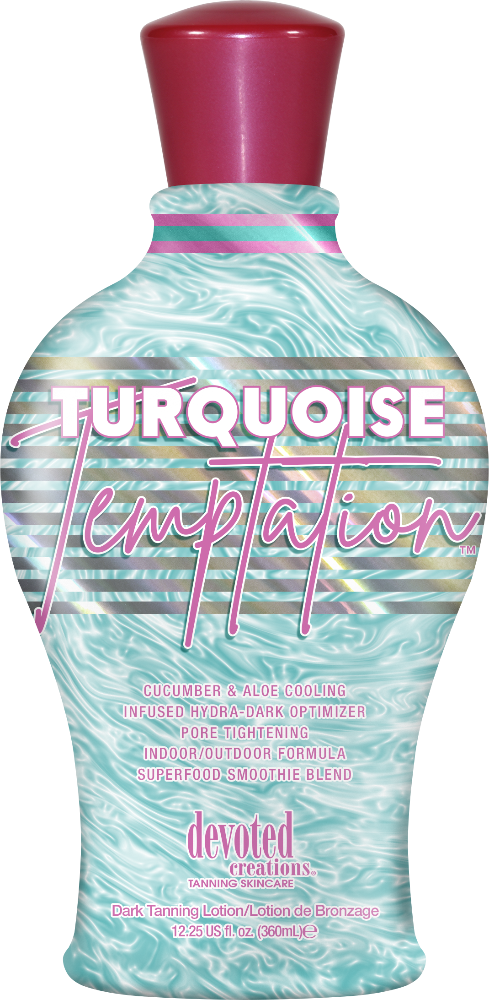 TURQUOISE
Temptation™
CUCUMBER & ALOE COOLING
INFUSED HYDRA-DARK OPTIMIZER
PORE TIGHTENING
INDOOR/OUTDOOR FORMULA
SUPERFOOD SMOOTHIE BLEND
devoted
creations®
TANNING SKINCARE
Dark Tanning Lotion/Lotion de Bronzage
12.25 US fl. oz. (360mL)℮